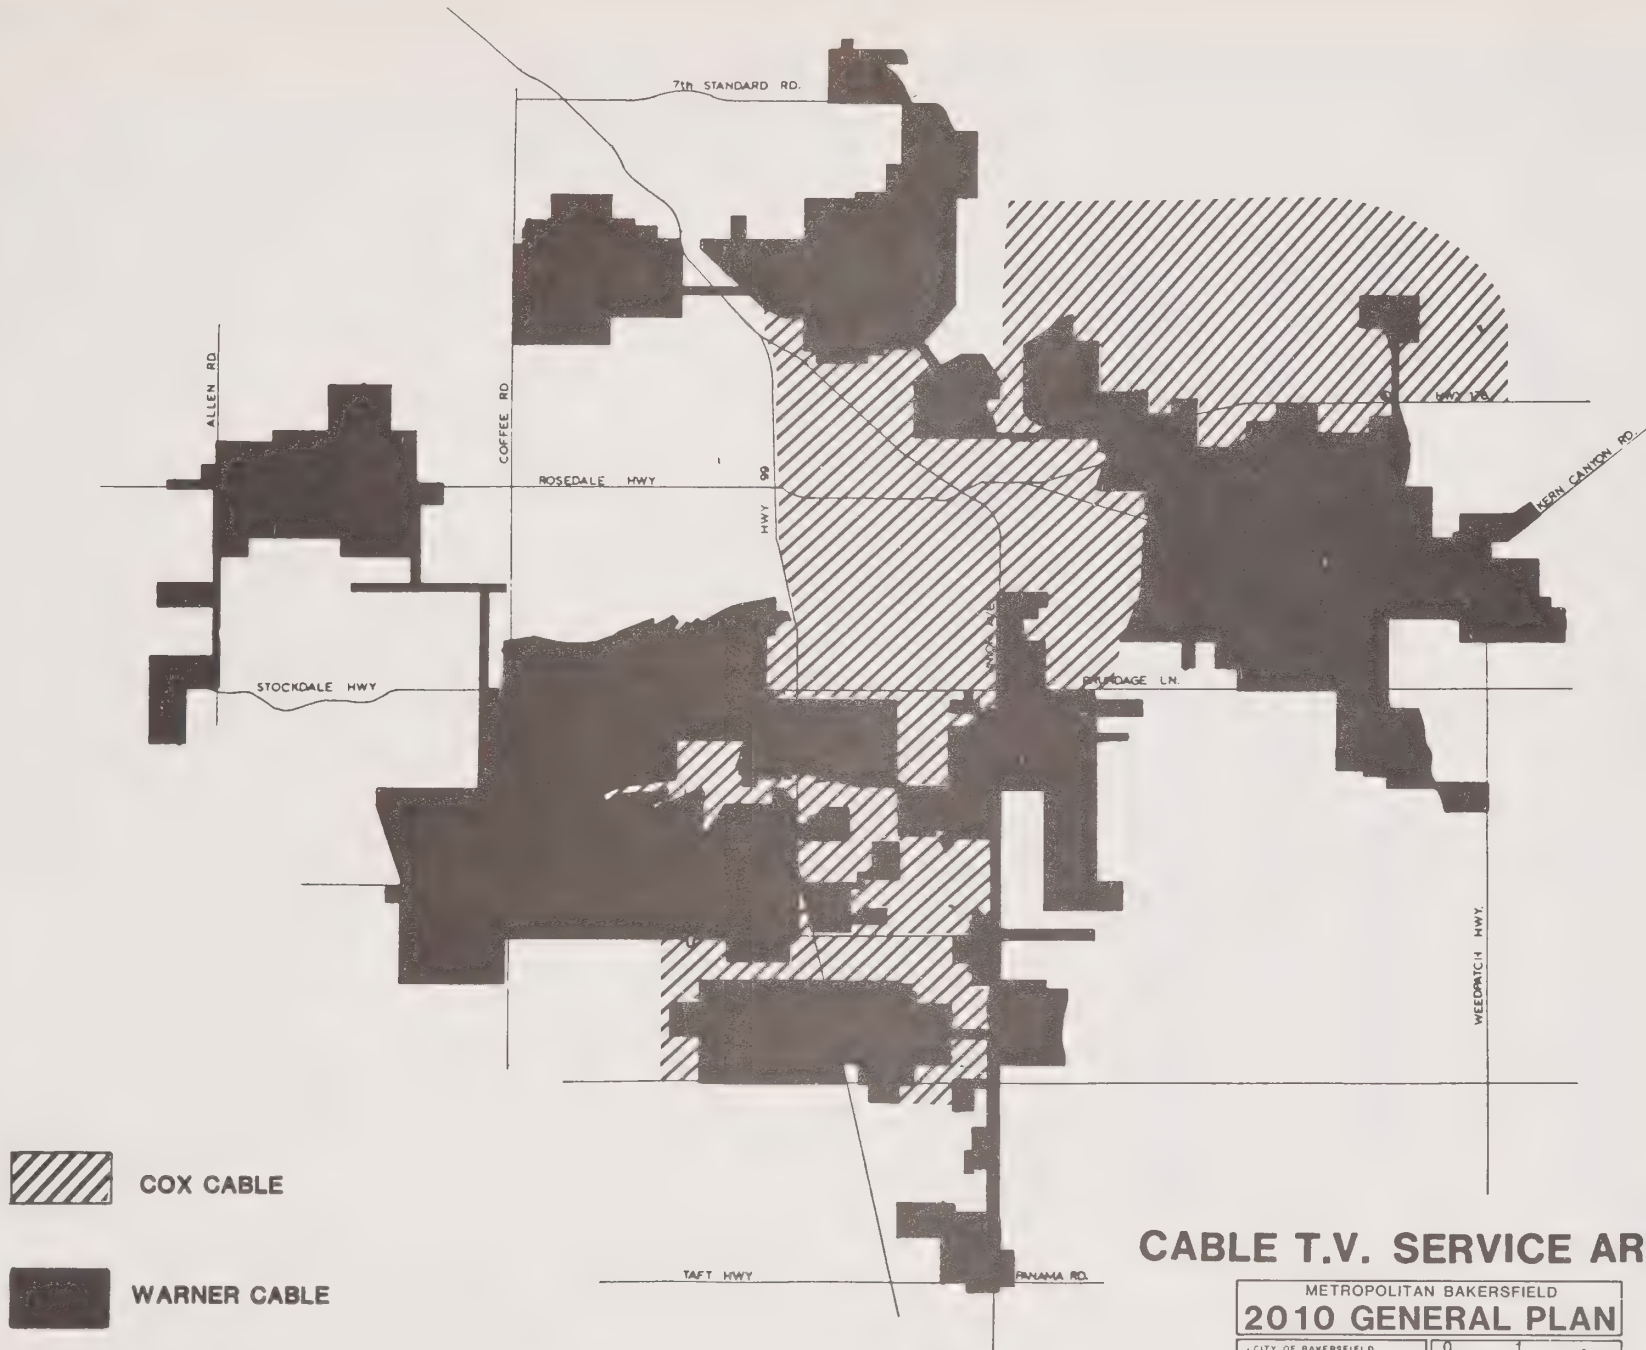 7th STANDARD RD.
ALLEN RD
COFFEE RD
ROSEDALE HWY
HWY 99
HWY 178
KERN CANYON RD.
STOCKDALE HWY
BRUNDAGE LN.
WEEDPATCH HWY.
TAFT HWY
PANAMA RD.
COX CABLE
WARNER CABLE
CABLE T.V. SERVICE AR
METROPOLITAN BAKERSFIELD
2010 GENERAL PLAN
CITY OF BAKERSFIELD
0 1